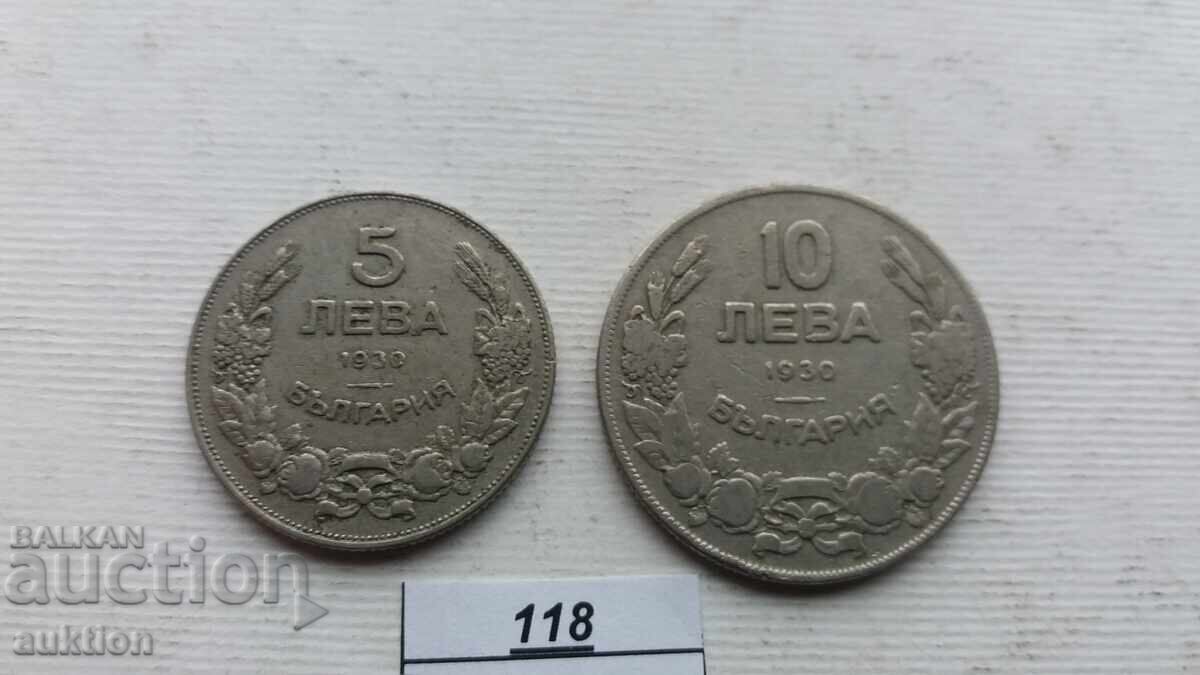 5
ЛЕВА
1930
БЪЛГАРИЯ
10
ЛЕВА
1930
БЪЛГАРИЯ
BALKAN
auction
auktion
118